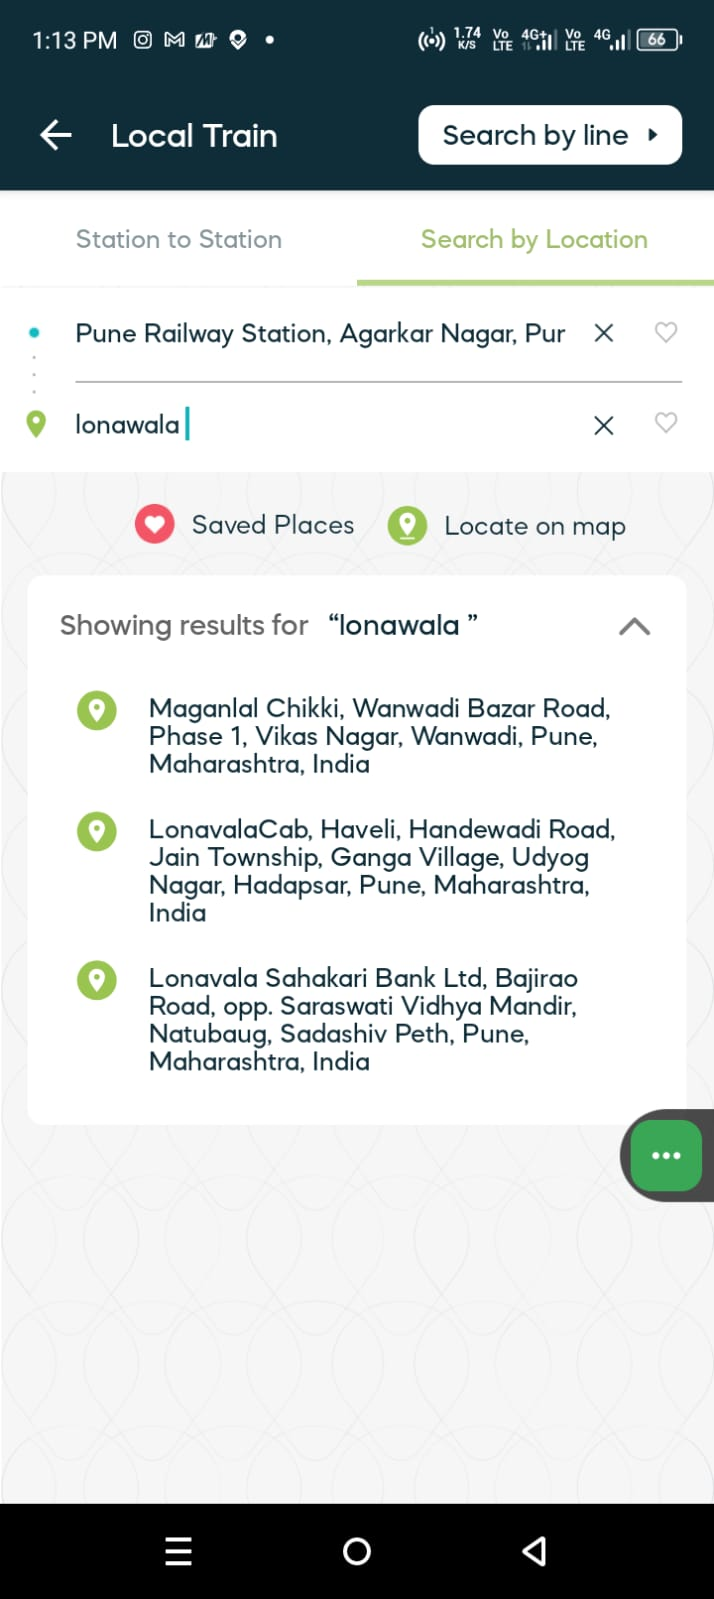 1:13 PM
1.74 K/S Vo LTE 4G+ Vo LTE 4G 66
Local Train
Search by line
Station to Station
Search by Location
Pune Railway Station, Agarkar Nagar, Pur
lonawala
Saved Places
Locate on map
Showing results for “lonawala ”
Maganlal Chikki, Wanwadi Bazar Road,
Phase 1, Vikas Nagar, Wanwadi, Pune,
Maharashtra, India
LonavalaCab, Haveli, Handewadi Road,
Jain Township, Ganga Village, Udyog
Nagar, Hadapsar, Pune, Maharashtra,
India
Lonavala Sahakari Bank Ltd, Bajirao
Road, opp. Saraswati Vidhya Mandir,
Natubaug, Sadashiv Peth, Pune,
Maharashtra, India